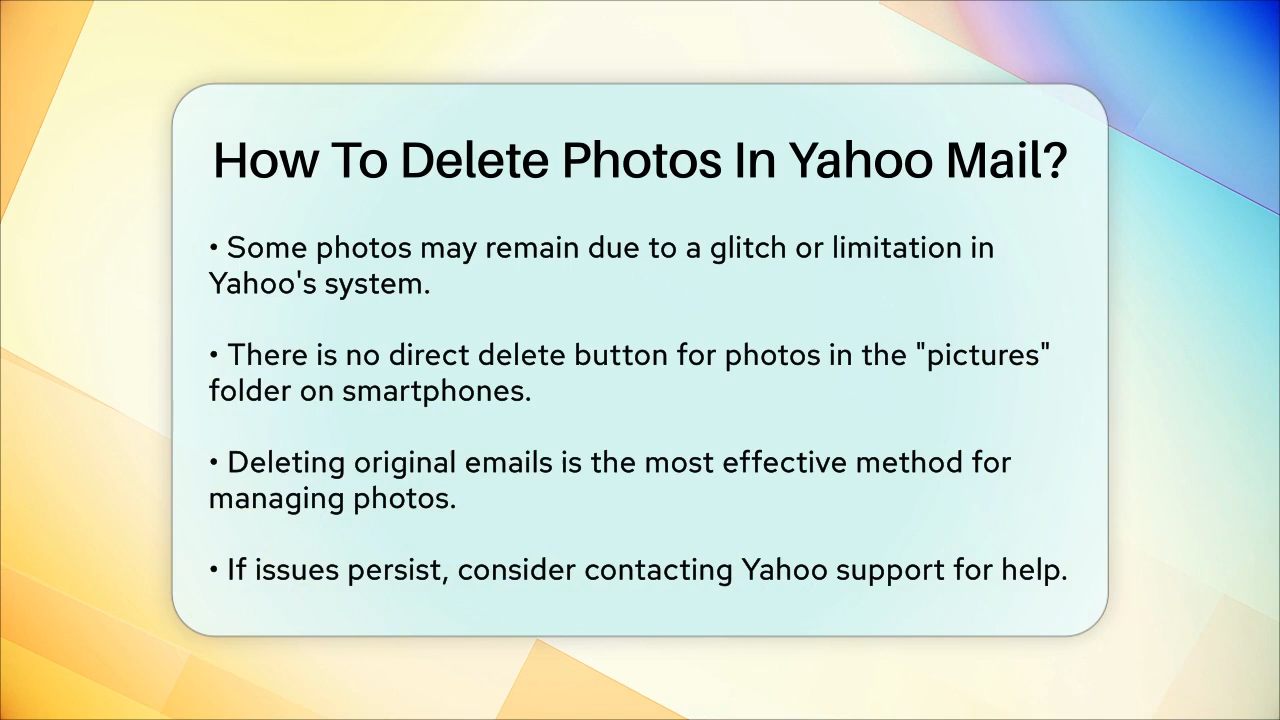 How To Delete Photos In Yahoo Mail?
• Some photos may remain due to a glitch or limitation in
Yahoo's system.
• There is no direct delete button for photos in the "pictures"
folder on smartphones.
• Deleting original emails is the most effective method for
managing photos.
• If issues persist, consider contacting Yahoo support for help.